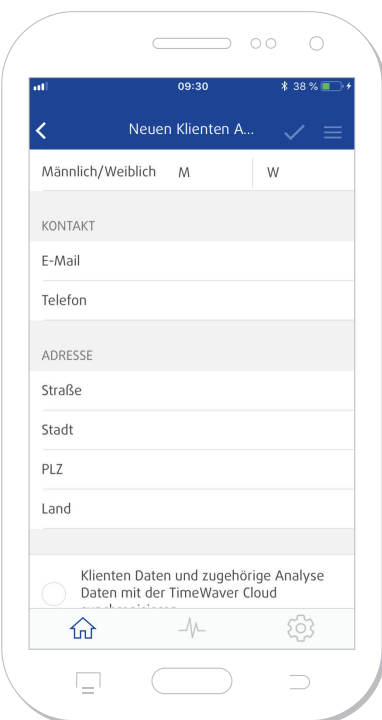 09:30
38 %
Neuen Klienten A...
Männlich/Weiblich M W
KONTAKT
E-Mail
Telefon
ADRESSE
Straße
Stadt
PLZ
Land
Klienten Daten und zugehörige Analyse
Daten mit der TimeWaver Cloud